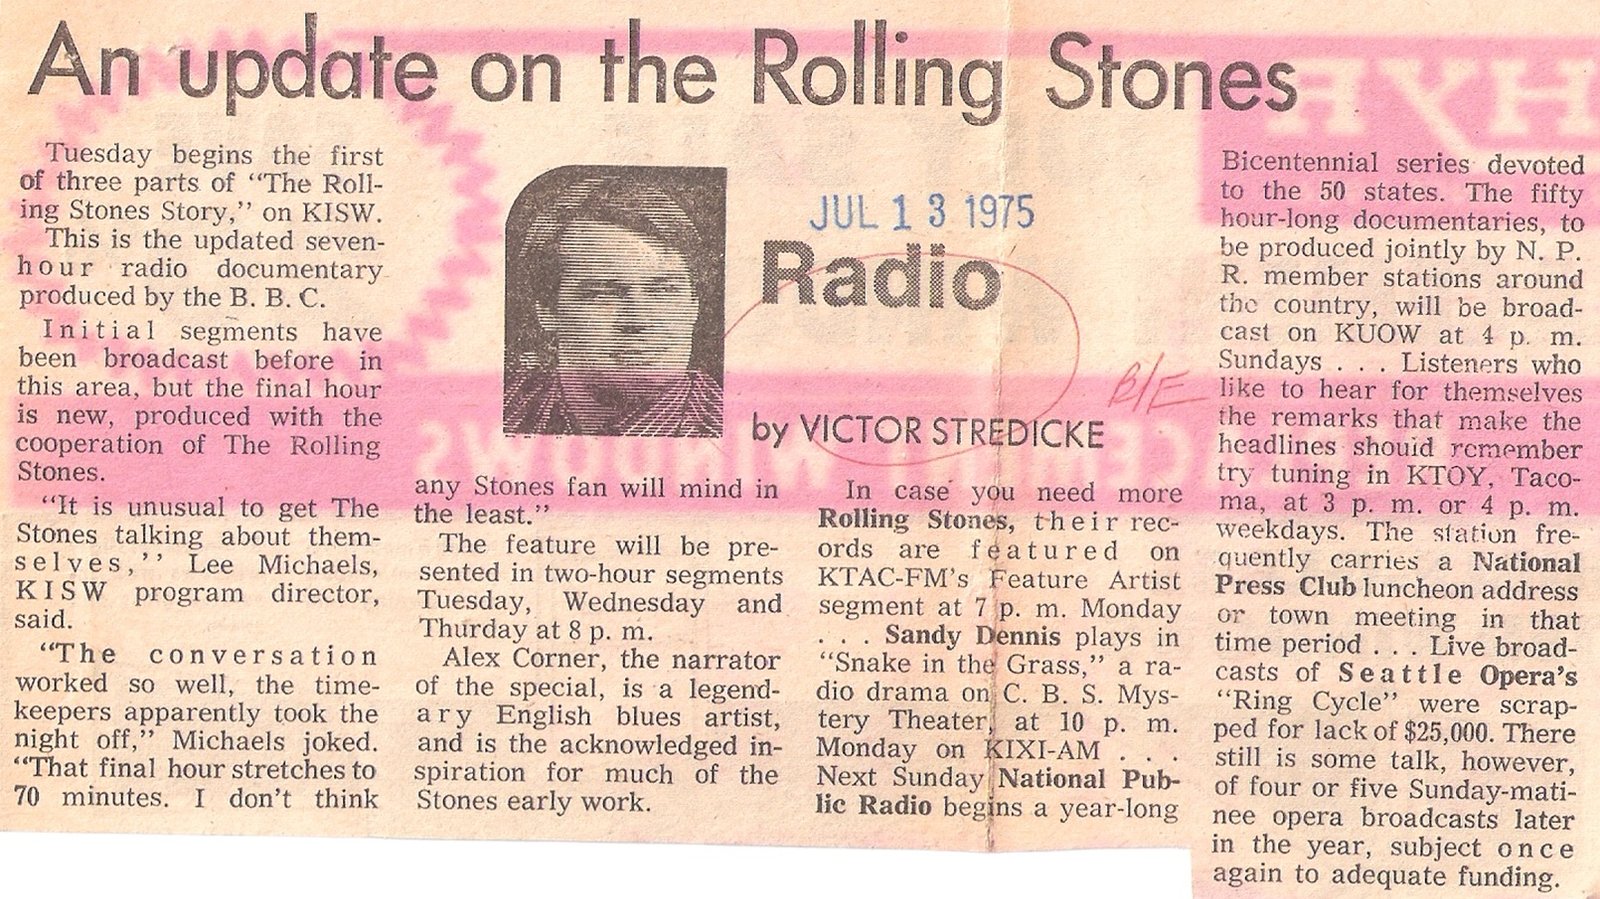 An update on the Rolling Stones
Tuesday begins the first
of three parts of “The Roll-
ing Stones Story,” on KISW.
This is the updated seven-
hour radio documentary
produced by the B. B. C.
Initial segments have
been broadcast before in
this area, but the final hour
is new, produced with the
cooperation of The Rolling
Stones.
“It is unusual to get The
Stones talking about them-
selves,’’ Lee Michaels,
KISW program director,
said.
“The conversation
worked so well, the time-
keepers apparently took the
night off,” Michaels joked.
“That final hour stretches to
70 minutes. I don’t think
any Stones fan will mind in
the least.”
The feature will be pre-
sented in two-hour segments
Tuesday, Wednesday and
Thurday at 8 p. m.
Alex Corner, the narrator
of the special, is a legend-
ary English blues artist,
and is the acknowledged in-
spiration for much of the
Stones early work.
JUL 13 1975
Radio
B/E
by VICTOR STREDICKE
In case you need more
Rolling Stones, their rec-
ords are featured on
KTAC-FM’s Feature Artist
segment at 7 p. m. Monday
. . . Sandy Dennis plays in
“Snake in the Grass,” a ra-
dio drama on C. B. S. Mys-
tery Theater, at 10 p. m.
Monday on KIXI-AM . . .
Next Sunday National Pub-
lic Radio begins a year-long
Bicentennial series devoted
to the 50 states. The fifty
hour-long documentaries, to
be produced jointly by N. P.
R. member stations around
the country, will be broad-
cast on KUOW at 4 p. m.
Sundays . . . Listeners who
like to hear for themselves
the remarks that make the
headlines should remember
try tuning in KTOY, Taco-
ma, at 3 p. m. or 4 p. m.
weekdays. The station fre-
quently carries a National
Press Club luncheon address
or town meeting in that
time period . . . Live broad-
casts of Seattle Opera’s
“Ring Cycle” were scrap-
ped for lack of $25,000. There
still is some talk, however,
of four or five Sunday-mati-
nee opera broadcasts later
in the year, subject once
again to adequate funding.